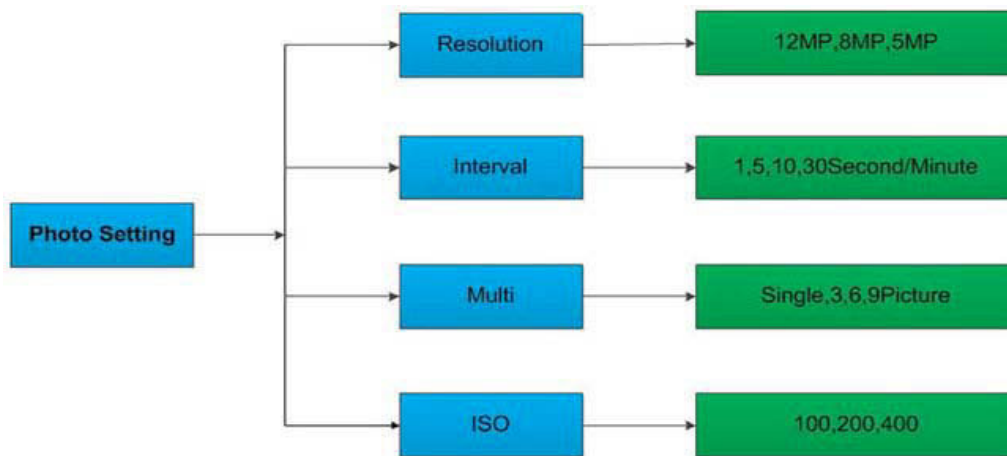 Resolution
12MP,8MP,5MP
Interval
1,5,10,30Second/Minute
Photo Setting
Multi
Single,3,6,9Picture
ISO
100,200,400